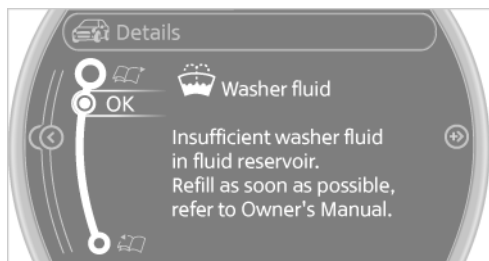 Details
Washer fluid
OK
Insufficient washer fluid
in fluid reservoir.
Refill as soon as possible,
refer to Owner's Manual.